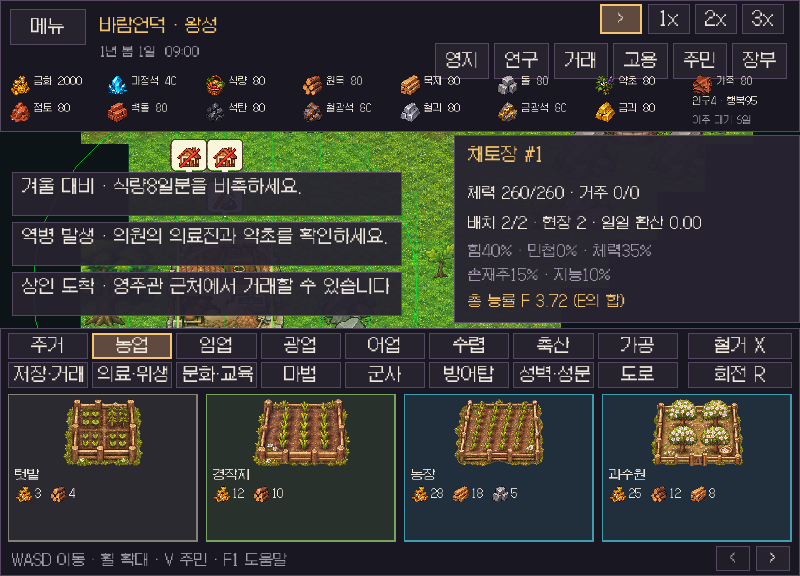 메뉴
바람언덕 · 왕성
1년 봄 1일 09:00
> 1x 2x 3x
영지 연구 거래 고용 주민 장부
금화 2000 마정석 40 식량 80 원목 80 목재 80 돌 80 약초 80 가죽 80
점토 80 벽돌 80 석탄 80 철광석 60 철괴 80 금광석 60 금괴 80
인구4 · 행복95
이주 대기 6일
겨울 대비 · 식량8일분을 비축하세요.
역병 발생 · 의원의 의료진과 약초를 확인하세요.
상인 도착 · 영주관 근처에서 거래할 수 있습니다
채토장 #1
체력 260/260 · 거주 0/0
배치 2/2 · 현장 2 · 일일 환산 0.00
힘40% · 민첩0% · 체력35%
손재주15% · 지능10%
총 능률 F 3.72 (E의 합)
주거 농업 임업 광업 어업 수렵 축산 가공 철거 X
저장·거래 의료·위생 문화·교육 마법 군사 방어탑 성벽·성문 도로 회전 R
텃밭
3 4
경작지
12 10
농장
28 18 5
과수원
25 12 8
WASD 이동 · 휠 확대 · V 주민 · F1 도움말
< >